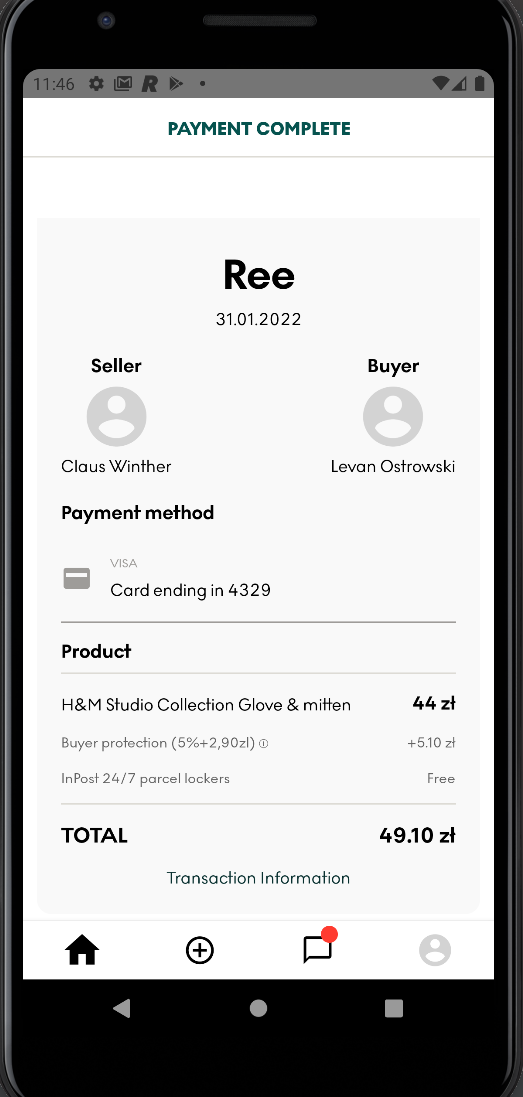 11:46
PAYMENT COMPLETE
Ree
31.01.2022
Seller
Buyer
Claus Winther
Levan Ostrowski
Payment method
VISA
Card ending in 4329
Product
H&M Studio Collection Glove & mitten 44 zł
Buyer protection (5%+2,90zl) +5.10 zł
InPost 24/7 parcel lockers Free
TOTAL 49.10 zł
Transaction Information